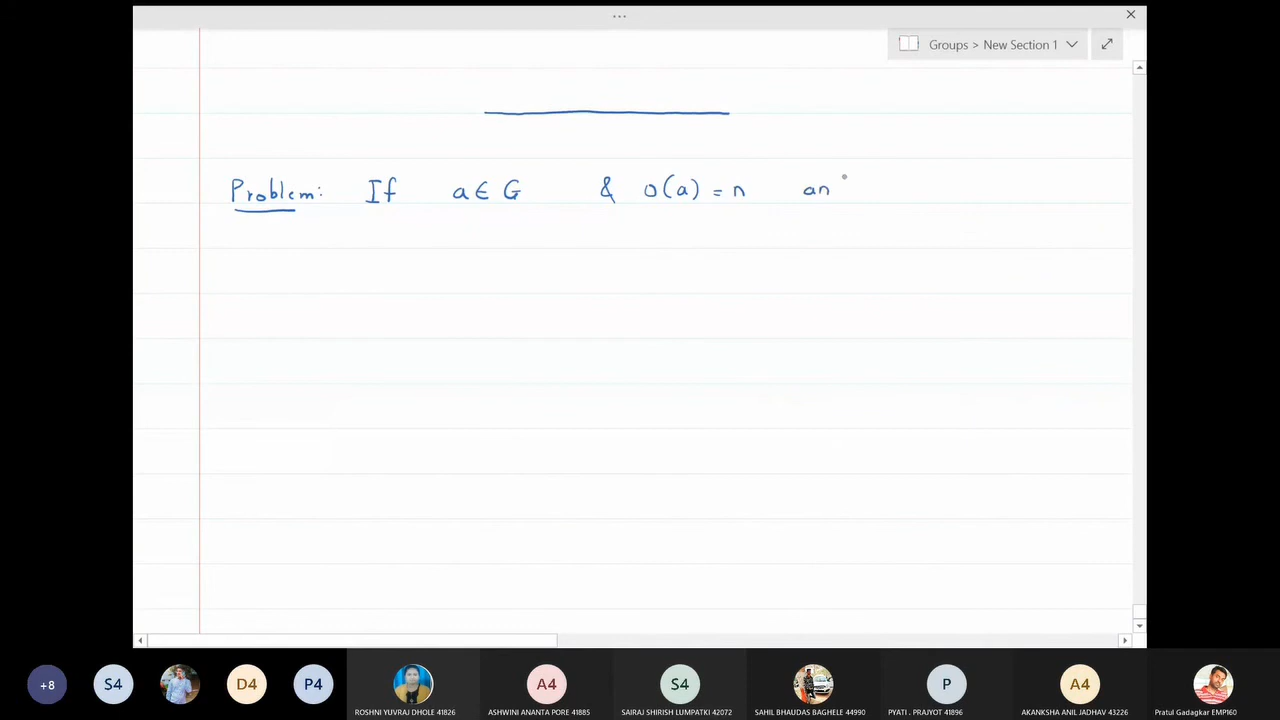 Groups > New Section 1
Problem: If a ∈ G & o(a) = n an
+8 S4 D4 P4 A4 S4 P A4
ROSHNI YUVRAJ DHOLE 41826 ASHWINI ANANTA PORE 41885 SAIRAJ SHIRISH LUMPATKI 42072 SAHIL BHAUDAS BAGHELE 44990 PYATI . PRAJYOT 41896 AKANKSHA ANIL JADHAV 43226 Pratul Gadagkar EMP160